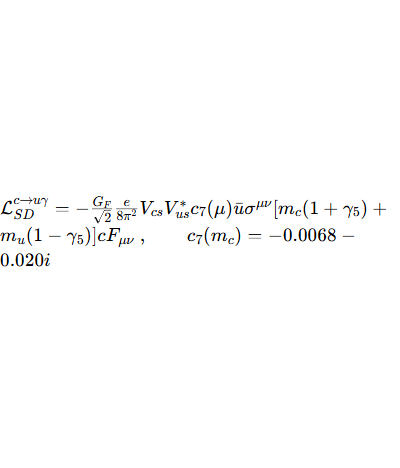 $\mathcal{L}_{SD}^{c \to u\gamma} = -\frac{G_F}{\sqrt{2}} \frac{e}{8\pi^2} V_{cs} V_{us}^* c_7(\mu) \bar{u} \sigma^{\mu\nu} [m_c(1 + \gamma_5) +$
$m_u(1 - \gamma_5)] c F_{\mu\nu} \ , \qquad c_7(m_c) = -0.0068 -$
$0.020i$